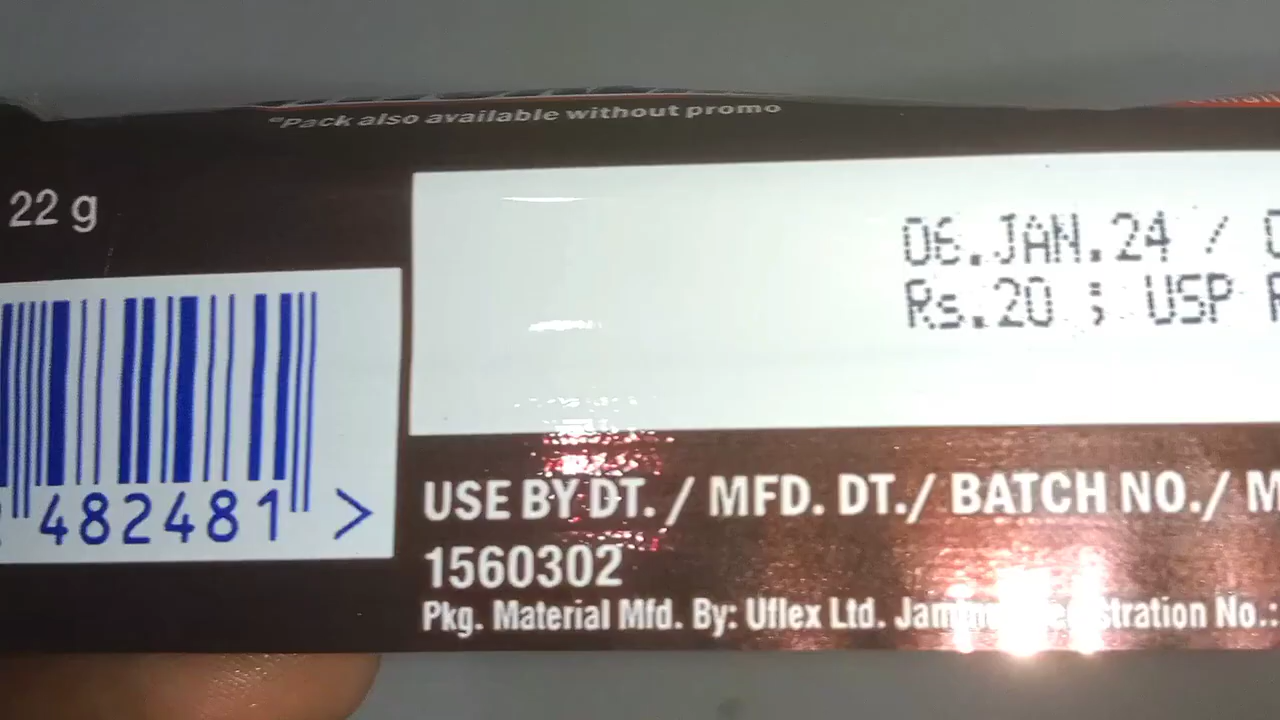 *Pack also available without promo
22 g
06.JAN.24 /
Rs.20 ; USP
482481 >
USE BY DT. / MFD. DT./ BATCH NO./
1560302
Pkg. Material Mfd. By: Uflex Ltd. No.: